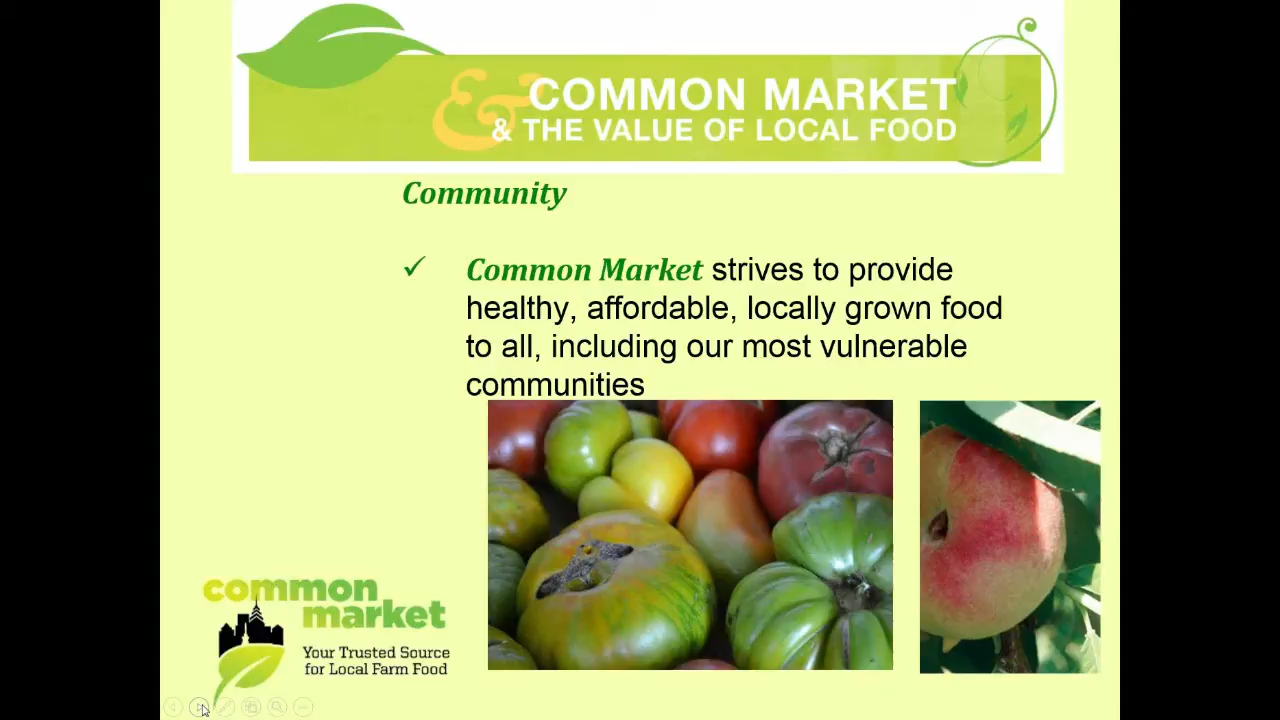 & COMMON MARKET
& THE VALUE OF LOCAL FOOD
Community
✓ Common Market strives to provide
healthy, affordable, locally grown food
to all, including our most vulnerable
communities
common
market
Your Trusted Source
for Local Farm Food